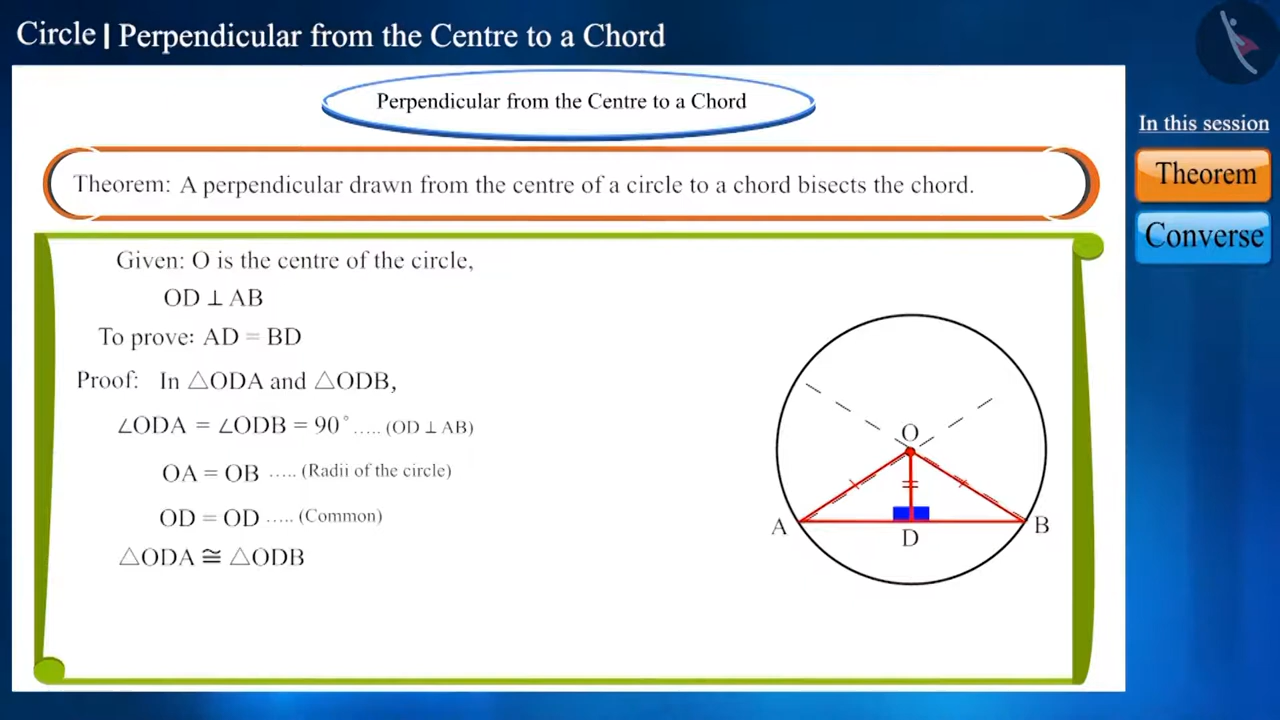 Circle | Perpendicular from the Centre to a Chord
Perpendicular from the Centre to a Chord
In this session
Theorem
Converse
Theorem: A perpendicular drawn from the centre of a circle to a chord bisects the chord.
Given: O is the centre of the circle,
OD ⊥ AB
To prove: AD = BD
Proof: In △ODA and △ODB,
∠ODA = ∠ODB = 90° ..... (OD ⊥ AB)
OA = OB ..... (Radii of the circle)
OD = OD ..... (Common)
△ODA ≅ △ODB
O
A
B
D